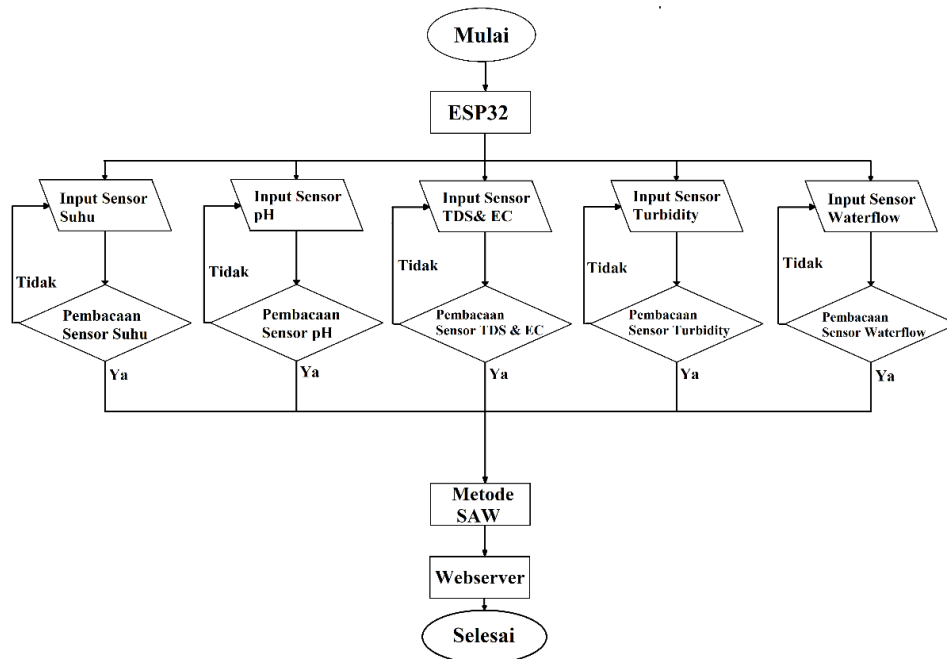 Mulai
ESP32
Input Sensor
Suhu
Input Sensor
pH
Input Sensor
TDS& EC
Input Sensor
Turbidity
Input Sensor
Waterflow
Tidak
Tidak
Tidak
Tidak
Tidak
Pembacaan
Sensor Suhu
Pembacaan
Sensor pH
Pembacaan
Sensor TDS & EC
Pembacaan
Sensor Turbidity
Pembacaan
Sensor Waterflow
Ya
Ya
Ya
Ya
Ya
Metode
SAW
Webserver
Selesai